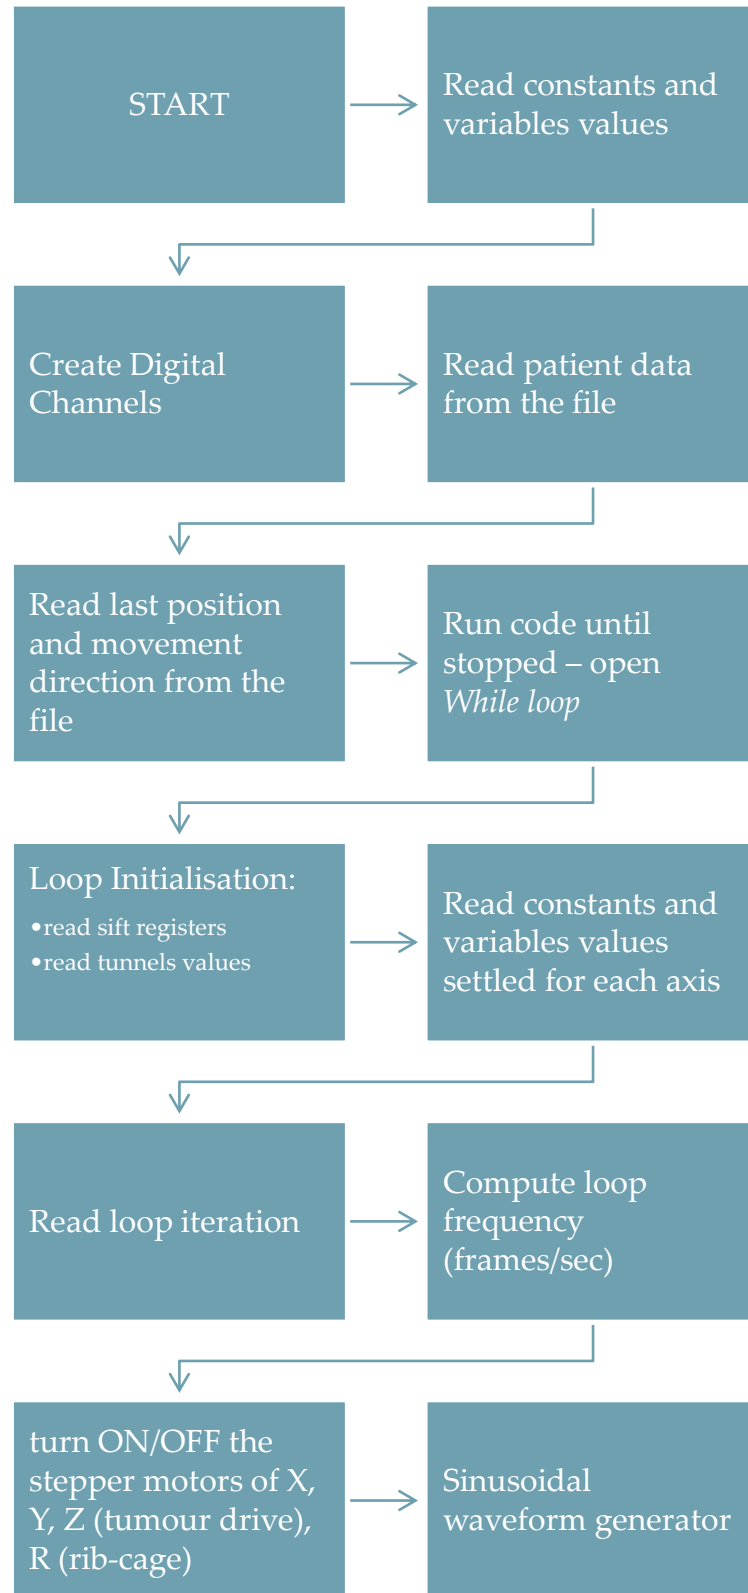 START
Read constants and
variables values
Create Digital
Channels
Read patient data
from the file
Read last position
and movement
direction from the
file
Run code until
stopped – open
While loop
Loop Initialisation:
•read sift registers
•read tunnels values
Read constants and
variables values
settled for each axis
Read loop iteration
Compute loop
frequency
(frames/sec)
turn ON/OFF the
stepper motors of X,
Y, Z (tumour drive),
R (rib-cage)
Sinusoidal
waveform generator